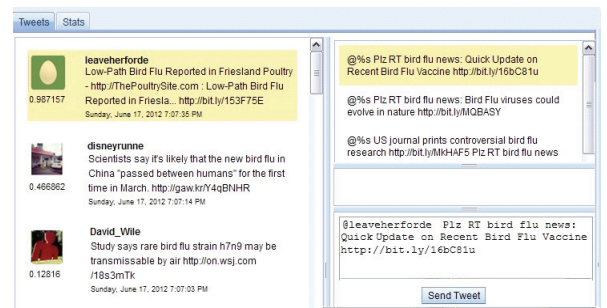 Tweets Stats
leaveherforde
Low-Path Bird Flu Reported in Friesland Poultry
- http://ThePoultrySite.com : Low-Path Bird Flu
Reported in Friesla... http://bit.ly/153F75E
Sunday, June 17, 2012 7:07:35 PM
0.987157
disneyrunne
Scientists say it's likely that the new bird flu in
China "passed between humans" for the first
time in March. http://gaw.kr/Y4qBNHR
Sunday, June 17, 2012 7:07:14 PM
0.466862
David_Wile
Study says rare bird flu strain h7n9 may be
transmissable by air http://on.wsj.com
/18s3mTk
Sunday, June 17, 2012 7:07:03 PM
0.12816
@%s Plz RT bird flu news: Quick Update on
Recent Bird Flu Vaccine http://bit.ly/16bC81u
@%s Plz RT bird flu news: Bird Flu viruses could
evolve in nature http://bit.ly/MQBASY
@%s US journal prints controversial bird flu
research http://bit.ly/MkHAF5 Plz RT bird flu news
@leaveherforde Plz RT bird flu news:
Quick Update on Recent Bird Flu Vaccine
http://bit.ly/16bC81u
Send Tweet